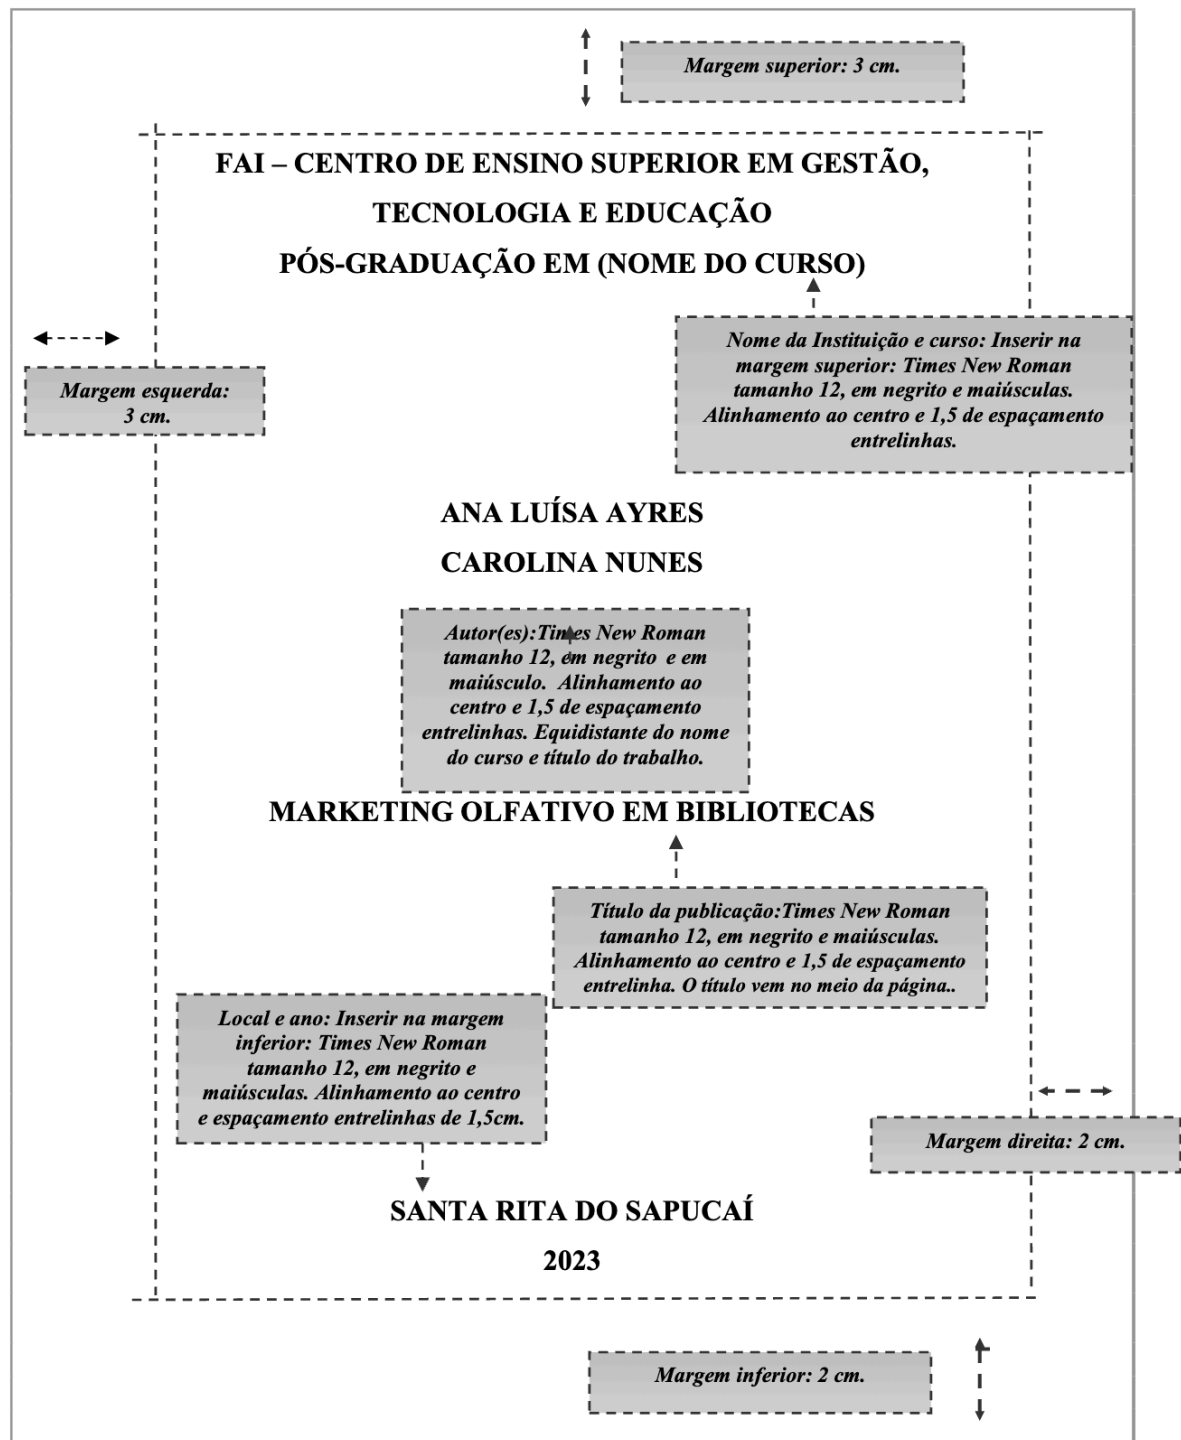 Margem superior: 3 cm.
FAI – CENTRO DE ENSINO SUPERIOR EM GESTÃO,
TECNOLOGIA E EDUCAÇÃO
PÓS-GRADUAÇÃO EM (NOME DO CURSO)
Nome da Instituição e curso: Inserir na
margem superior: Times New Roman
tamanho 12, em negrito e maiúsculas.
Alinhamento ao centro e 1,5 de espaçamento
entrelinhas.
Margem esquerda:
3 cm.
ANA LUÍSA AYRES
CAROLINA NUNES
Autor(es):Times New Roman
tamanho 12, em negrito e em
maiúsculo. Alinhamento ao
centro e 1,5 de espaçamento
entrelinhas. Equidistante do nome
do curso e título do trabalho.
MARKETING OLFATIVO EM BIBLIOTECAS
Título da publicação:Times New Roman
tamanho 12, em negrito e maiúsculas.
Alinhamento ao centro e 1,5 de espaçamento
entrelinha. O título vem no meio da página..
Local e ano: Inserir na margem
inferior: Times New Roman
tamanho 12, em negrito e
maiúsculas. Alinhamento ao centro
e espaçamento entrelinhas de 1,5cm.
Margem direita: 2 cm.
SANTA RITA DO SAPUCAÍ
2023
Margem inferior: 2 cm.